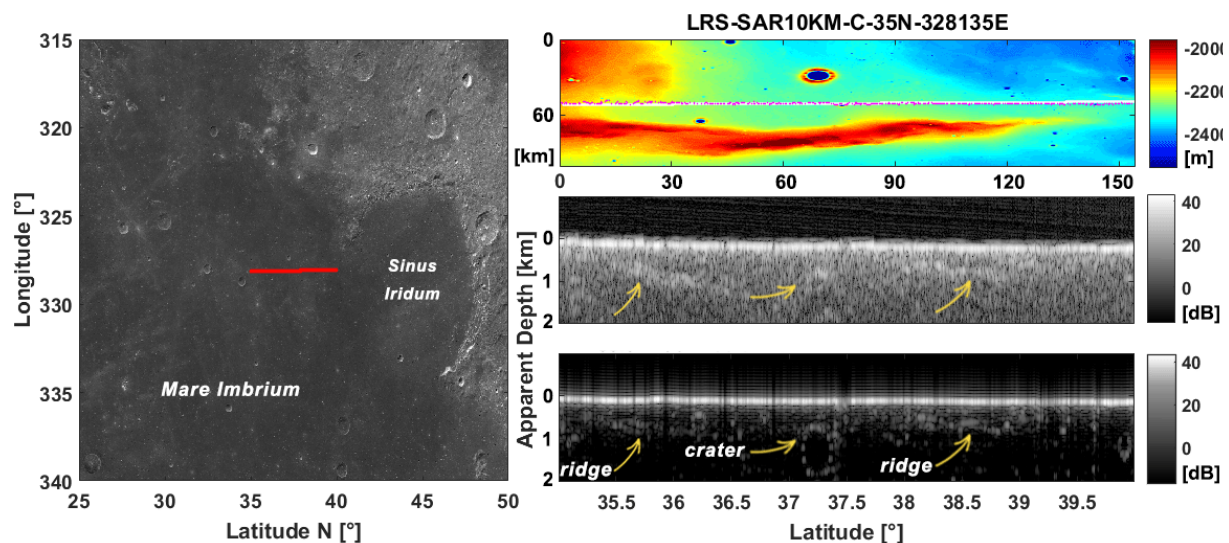 315
320
325
330
335
340
25
30
35
40
45
50
Longitude [°]
Latitude N [°]
Sinus
Iridum
Mare Imbrium
LRS-SAR10KM-C-35N-328135E
0
60
[km]
0
30
60
90
120
150
-2000
-2200
-2400
[m]
Apparent Depth [km]
0
1
2
40
20
0
[dB]
0
1
2
ridge
crater
ridge
40
20
0
[dB]
35.5
36
36.5
37
37.5
38
38.5
39
39.5
Latitude [°]